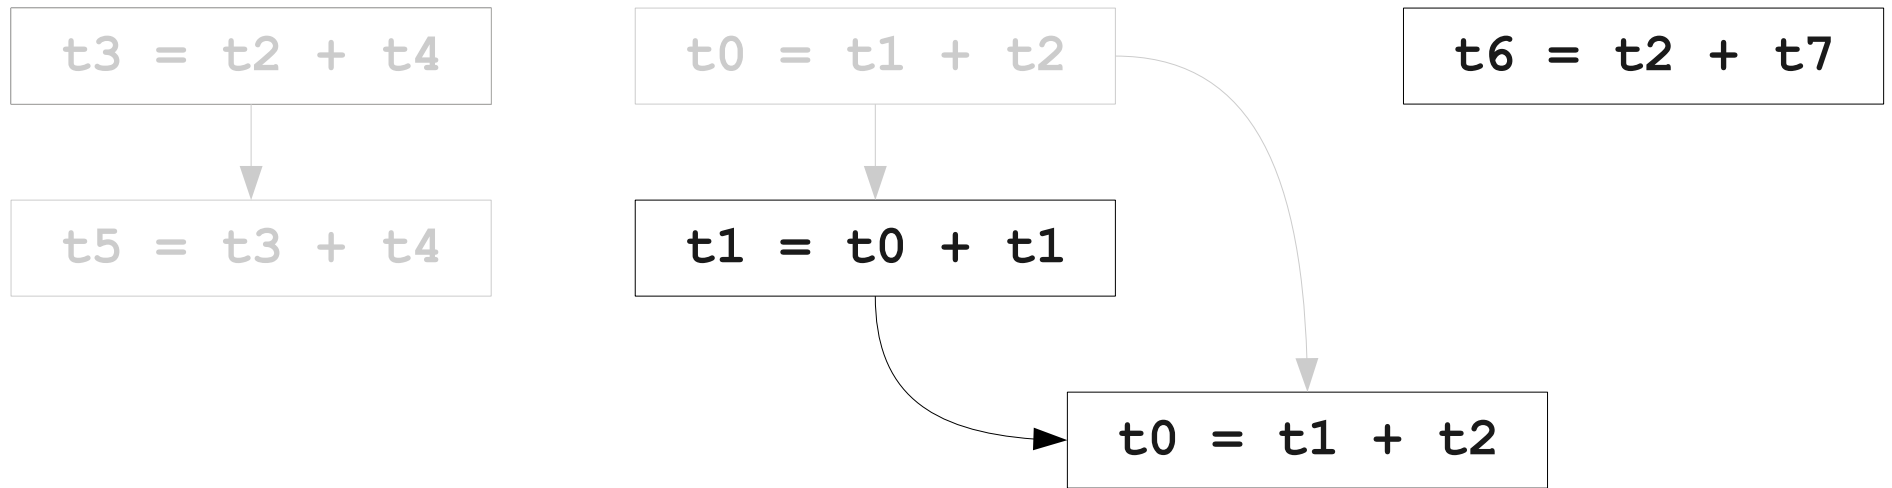 t3 = t2 + t4
t0 = t1 + t2
t6 = t2 + t7
t5 = t3 + t4
t1 = t0 + t1
t0 = t1 + t2